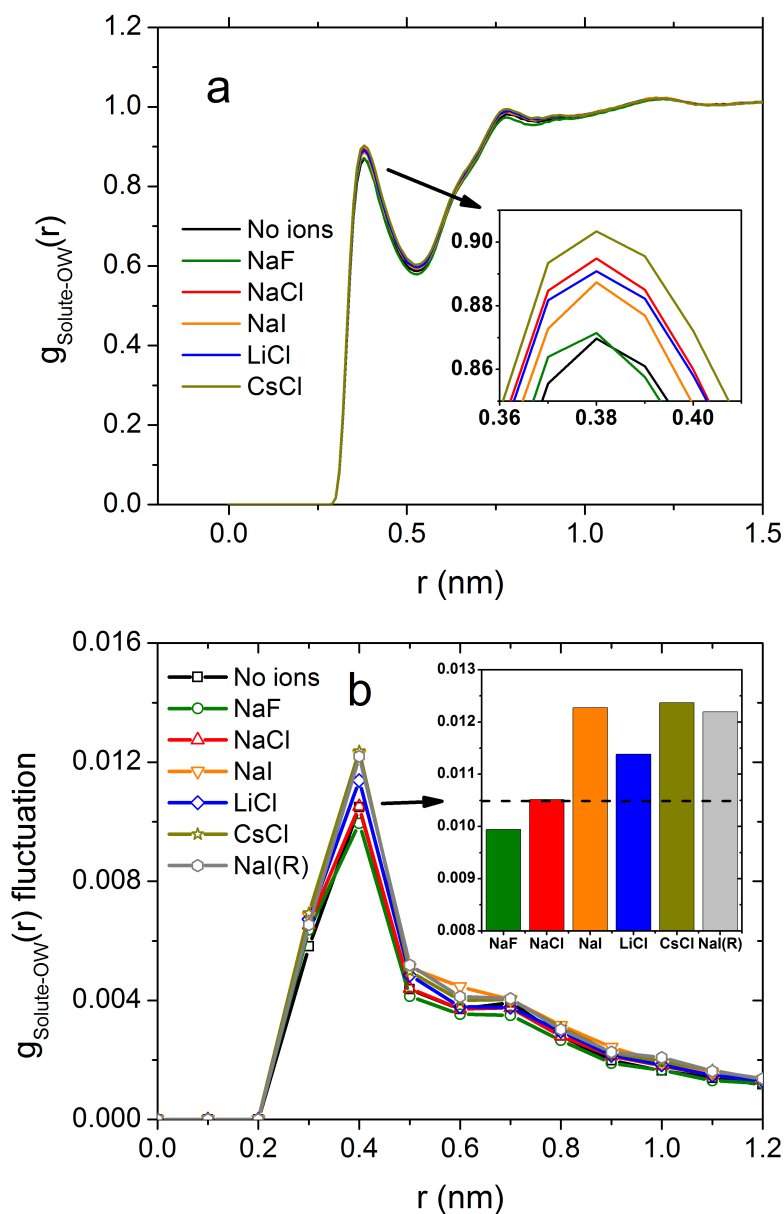 a
1.2
1.0
0.8
0.6
0.4
0.2
0.0
gSolute-OW(r)
No ions
NaF
NaCl
NaI
LiCl
CsCl
0.90
0.88
0.86
0.36 0.38 0.40
0.0 0.5 1.0 1.5
r (nm)
b
0.016
0.012
0.008
0.004
0.000
gSolute-OW(r) fluctuation
No ions
NaF
NaCl
NaI
LiCl
CsCl
NaI(R)
0.013
0.012
0.011
0.010
0.009
0.008
NaF NaCl NaI LiCl CsCl NaI(R)
0.0 0.2 0.4 0.6 0.8 1.0 1.2
r (nm)